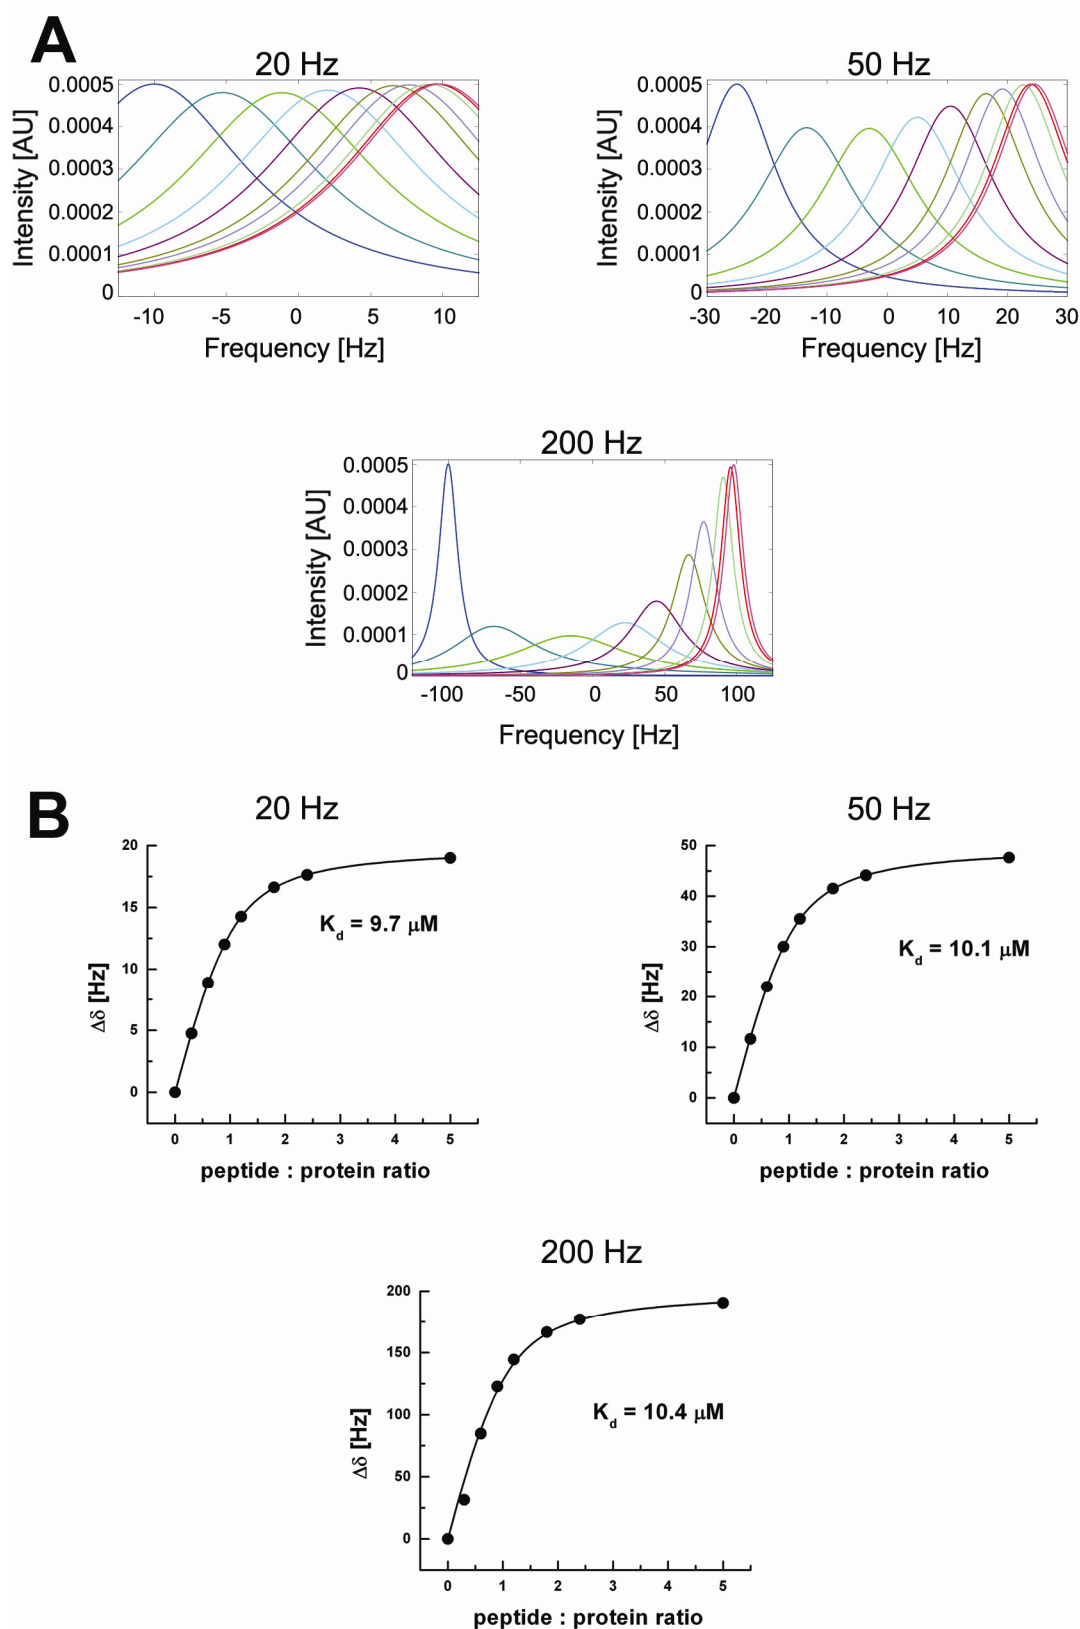 A
20 Hz
Intensity [AU]
0.0005
0.0004
0.0003
0.0002
0.0001
0
-10 -5 0 5 10
Frequency [Hz]
50 Hz
Intensity [AU]
0.0005
0.0004
0.0003
0.0002
0.0001
0
-30 -20 -10 0 10 20 30
Frequency [Hz]
200 Hz
Intensity [AU]
0.0005
0.0004
0.0003
0.0002
0.0001
0
-100 -50 0 50 100
Frequency [Hz]
B
20 Hz
Δδ [Hz]
20
15
10
5
0
Kd = 9.7 μM
0 1 2 3 4 5
peptide : protein ratio
50 Hz
Δδ [Hz]
50
40
30
20
10
0
Kd = 10.1 μM
0 1 2 3 4 5
peptide : protein ratio
200 Hz
Δδ [Hz]
200
150
100
50
0
Kd = 10.4 μM
0 1 2 3 4 5
peptide : protein ratio